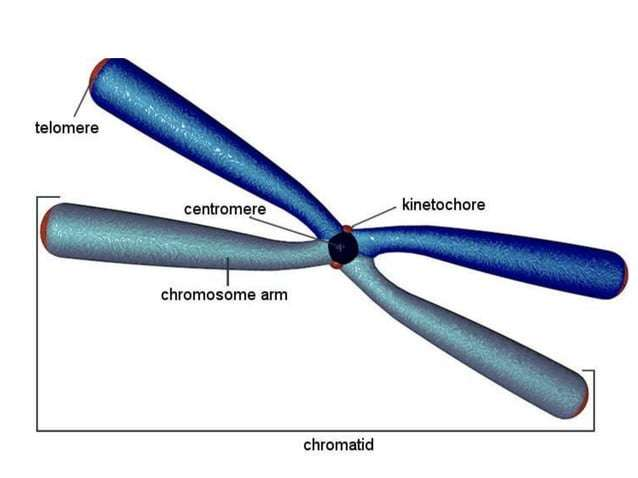 telomere
centromere
kinetochore
chromosome arm
chromatid